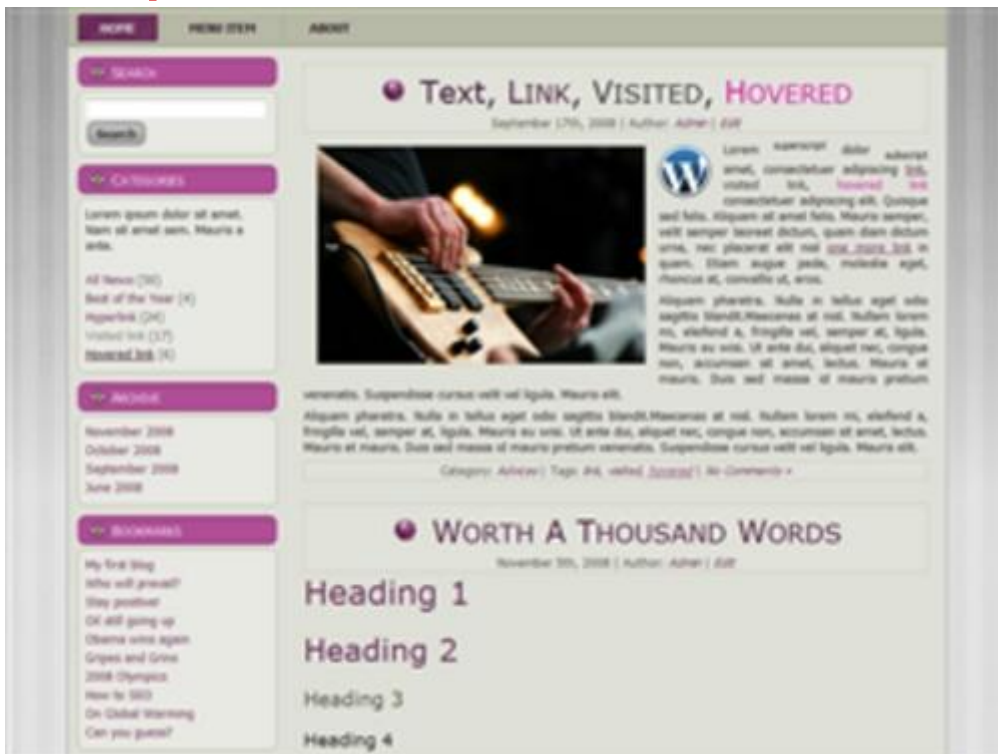 HOME MENU ITEM ABOUT
SEARCH
Search
CATEGORIES
Lorem ipsum dolor sit amet.
Nam sit amet sem. Mauris a
ante.
All News (50)
Best of the Year (4)
Hyperlink (24)
Visited link (17)
Hovered link (6)
ARCHIVE
November 2008
October 2008
September 2008
June 2008
BOOKMARKS
My first blog
Who will prevail?
Stay positive!
Oil still going up
Obama wins again
Gripes and Grins
2008 Olympics
How to SEO
On Global Warming
Can you guess?
Text, LINK, VISITED, HOVERED
September 17th, 2008 | Author: Admin | Edit
Lorem superscript dolor subscript
amet, consectetuer adipiscing link,
visited link, hovered link
consectetuer adipiscing elit. Quisque
sed felis. Aliquam sit amet felis. Mauris semper,
velit semper laoreet dictum, quam diam dictum
urna, nec placerat elit nisl one more link in
quam. Etiam augue pede, molestie eget,
rhoncus at, convallis ut, eros.
Aliquam pharetra. Nulla in tellus eget odio
sagittis blandit.Maecenas at nisl. Nullam lorem
mi, eleifend a, fringilla vel, semper at, ligula.
Mauris eu wisi. Ut ante dui, aliquet nec, congue
non, accumsan sit amet, lectus. Mauris et
mauris. Duis sed massa id mauris pretium
venenatis. Suspendisse cursus velit vel ligula. Mauris elit.
Aliquam pharetra. Nulla in tellus eget odio sagittis blandit.Maecenas at nisl. Nullam lorem mi, eleifend a,
fringilla vel, semper at, ligula. Mauris eu wisi. Ut ante dui, aliquet nec, congue non, accumsan sit amet, lectus.
Mauris et mauris. Duis sed massa id mauris pretium venenatis. Suspendisse cursus velit vel ligula. Mauris elit.
Category: Advices | Tags: link, visited, hovered | No Comments »
WORTH A THOUSAND WORDS
November 5th, 2008 | Author: Admin | Edit
Heading 1
Heading 2
Heading 3
Heading 4